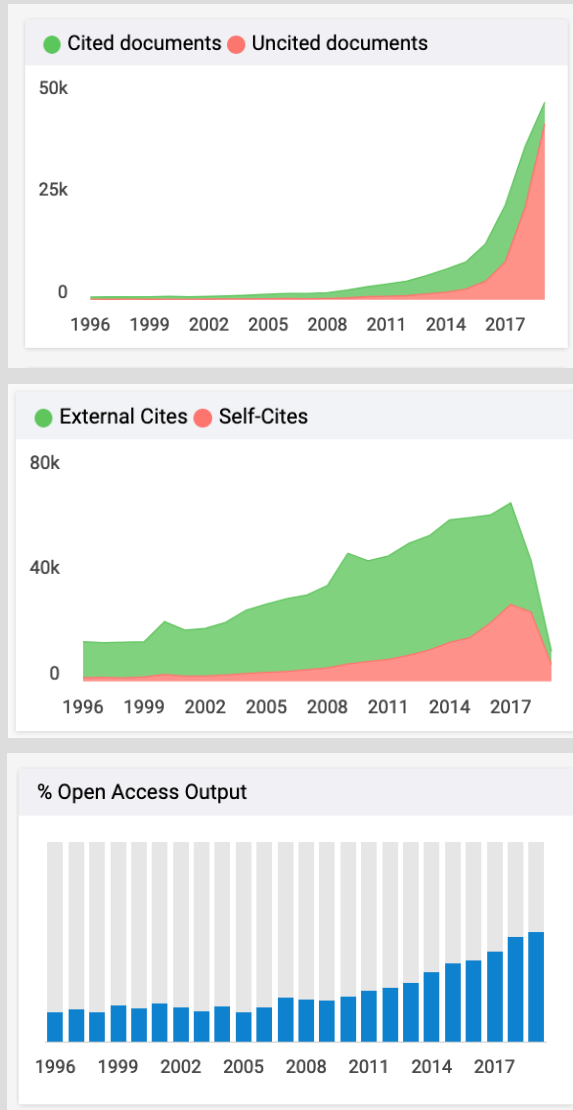 Cited documents Uncited documents
50k
25k
0
1996 1999 2002 2005 2008 2011 2014 2017
External Cites Self-Cites
80k
40k
0
1996 1999 2002 2005 2008 2011 2014 2017
% Open Access Output
1996 1999 2002 2005 2008 2011 2014 2017